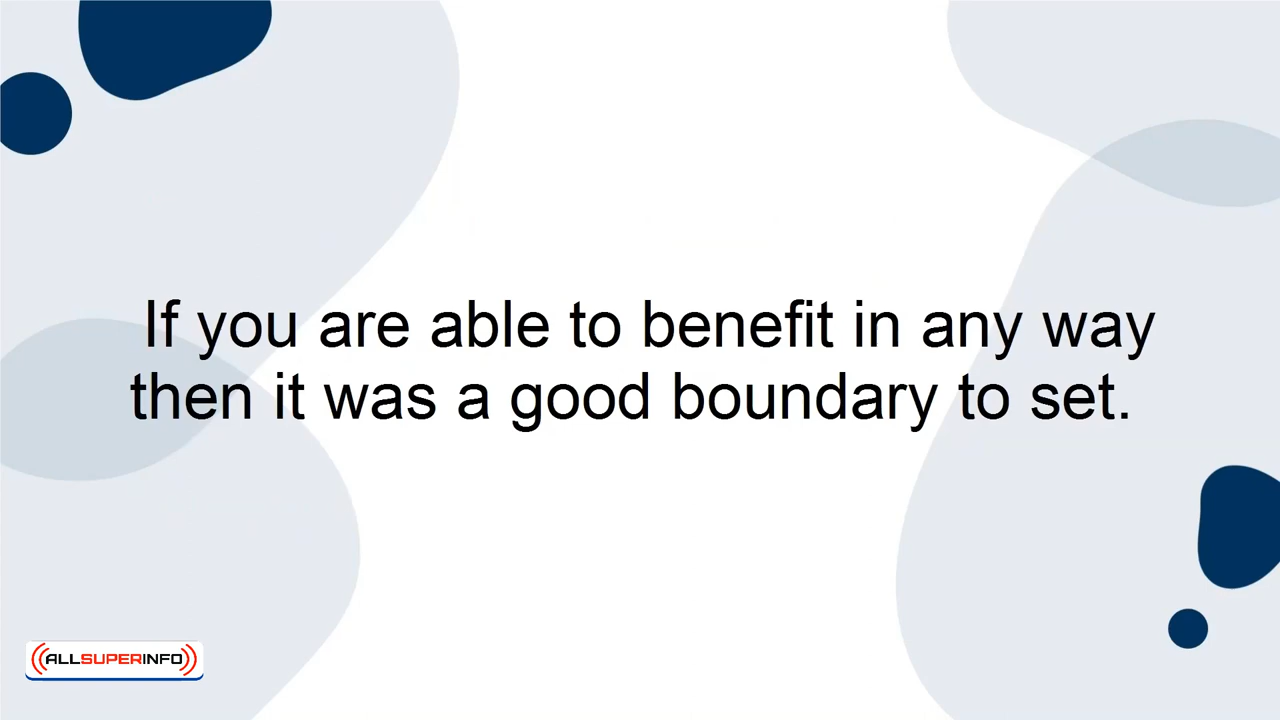 If you are able to benefit in any way
then it was a good boundary to set.
ALLSUPERINFO